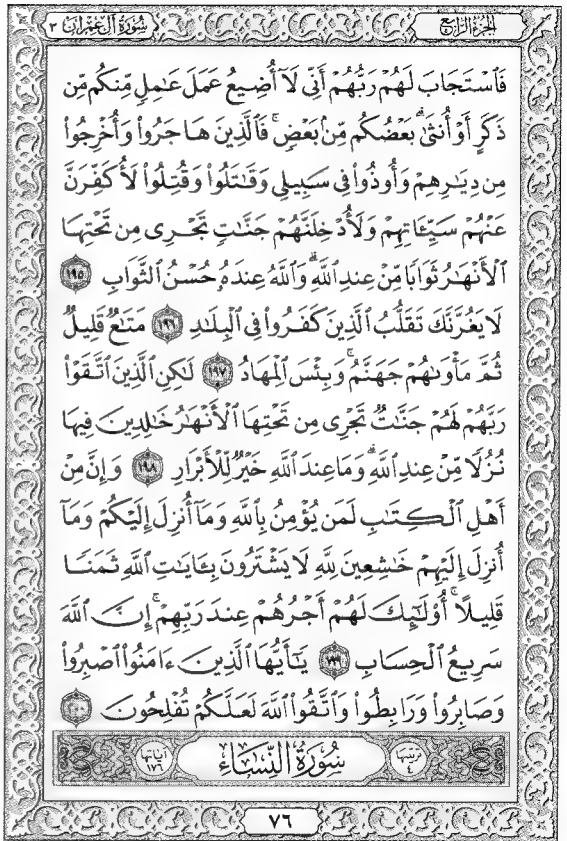 الجزء الرابع
سورة آل عمران ٣
فَٱسۡتَجَابَ لَهُمۡ رَبُّهُمۡ أَنِّي لَآ أُضِيعُ عَمَلَ عَٰمِلٖ مِّنكُم مِّن
ذَكَرٍ أَوۡ أُنثَىٰۖ بَعۡضُكُم مِّنۢ بَعۡضٖۖ فَٱلَّذِينَ هَاجَرُواْ وَأُخۡرِجُواْ
مِن دِيَٰرِهِمۡ وَأُوذُواْ فِي سَبِيلِي وَقَٰتَلُواْ وَقُتِلُواْ لَأُكَفِّرَنَّ
عَنۡهُمۡ سَيِّـَٔاتِهِمۡ وَلَأُدۡخِلَنَّهُمۡ جَنَّٰتٖ تَجۡرِي مِن تَحۡتِهَا
ٱلۡأَنۡهَٰرُ ثَوَابٗا مِّنۡ عِندِ ٱللَّهِۚ وَٱللَّهُ عِندَهُۥ حُسۡنُ ٱلثَّوَابِ ١٩٥
لَا يَغُرَّنَّكَ تَقَلُّبُ ٱلَّذِينَ كَفَرُواْ فِي ٱلۡبِلَٰدِ ١٩٦ مَتَٰعٞ قَلِيلٞ
ثُمَّ مَأۡوَىٰهُمۡ جَهَنَّمُۖ وَبِئۡسَ ٱلۡمِهَادُ ١٩٧ لَٰكِنِ ٱلَّذِينَ ٱتَّقَوۡاْ
رَبَّهُمۡ لَهُمۡ جَنَّٰتٞ تَجۡرِي مِن تَحۡتِهَا ٱلۡأَنۡهَٰرُ خَٰلِدِينَ فِيهَا
نُزُلٗا مِّنۡ عِندِ ٱللَّهِۗ وَمَا عِندَ ٱللَّهِ خَيۡرٞ لِّلۡأَبۡرَارِ ١٩٨ وَإِنَّ مِنۡ
أَهۡلِ ٱلۡكِتَٰبِ لَمَن يُؤۡمِنُ بِٱللَّهِ وَمَآ أُنزِلَ إِلَيۡكُمۡ وَمَآ
أُنزِلَ إِلَيۡهِمۡ خَٰشِعِينَ لِلَّهِ لَا يَشۡتَرُونَ بِـَٔايَٰتِ ٱللَّهِ ثَمَنٗا
قَلِيلًاۚ أُوْلَٰٓئِكَ لَهُمۡ أَجۡرُهُمۡ عِندَ رَبِّهِمۡۗ إِنَّ ٱللَّهَ
سَرِيعُ ٱلۡحِسَابِ ١٩٩ يَٰٓأَيُّهَا ٱلَّذِينَ ءَامَنُواْ ٱصۡبِرُواْ
وَصَابِرُواْ وَرَابِطُواْ وَٱتَّقُواْ ٱللَّهَ لَعَلَّكُمۡ تُفۡلِحُونَ ٢٠٠
ترتيبها ٤ سُورَةُ النِّسَاءِ آياتها ١٧٦
٧٦